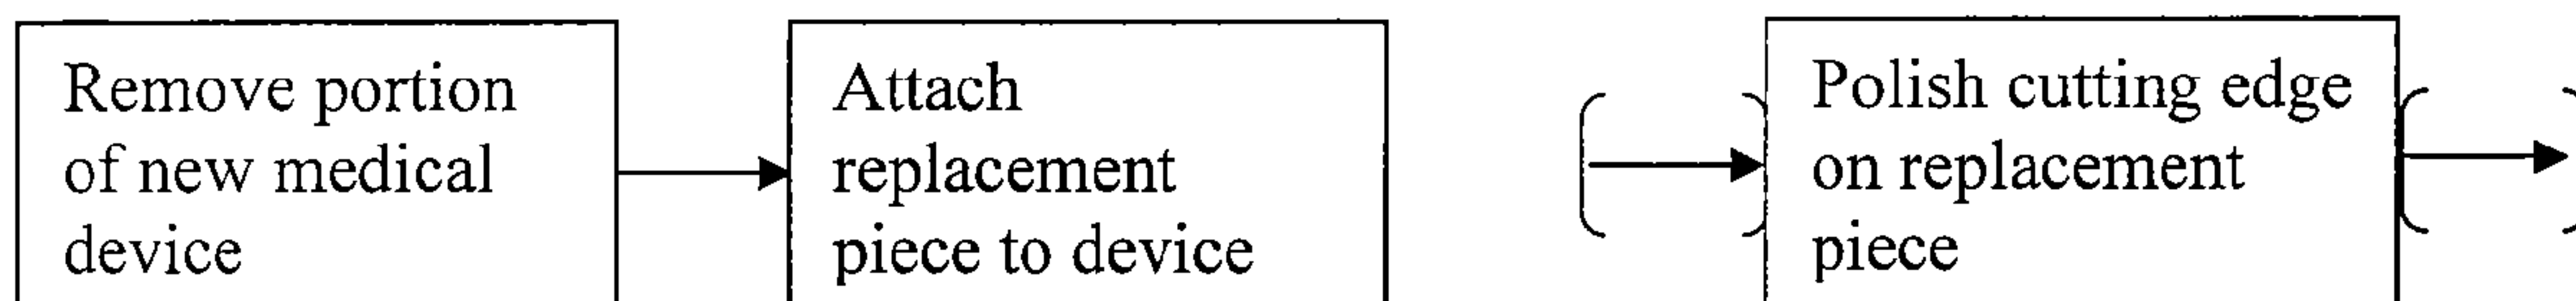 Remove portion
of new medical
device
Attach
replacement
piece to device
Polish cutting edge
on replacement
piece